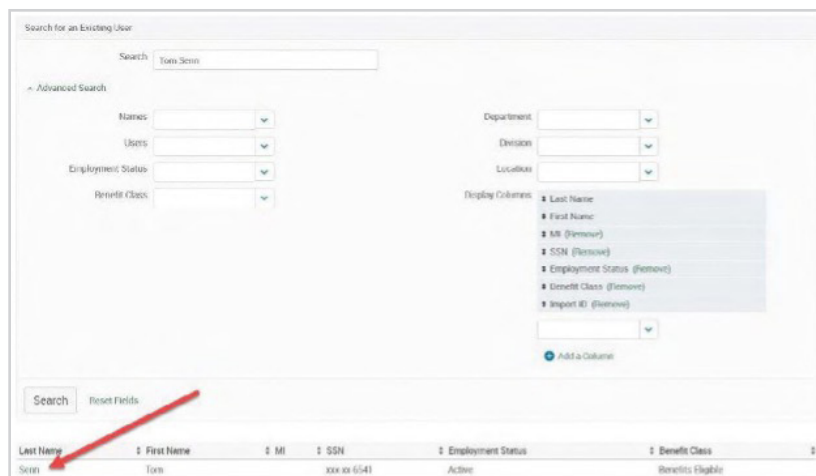 Search for an Existing User
Search Tom Senn
Advanced Search
Names
Users
Employment Status
Benefit Class
Department
Division
Location
Display Columns
Last Name
First Name
MI (Remove)
SSN (Remove)
Employment Status (Remove)
Benefit Class (Remove)
Import ID (Remove)
Add a Column
Search Reset Fields
Last Name First Name MI SSN Employment Status Benefit Class
Senn Tom xxx-xx-6541 Active Benefits Eligible